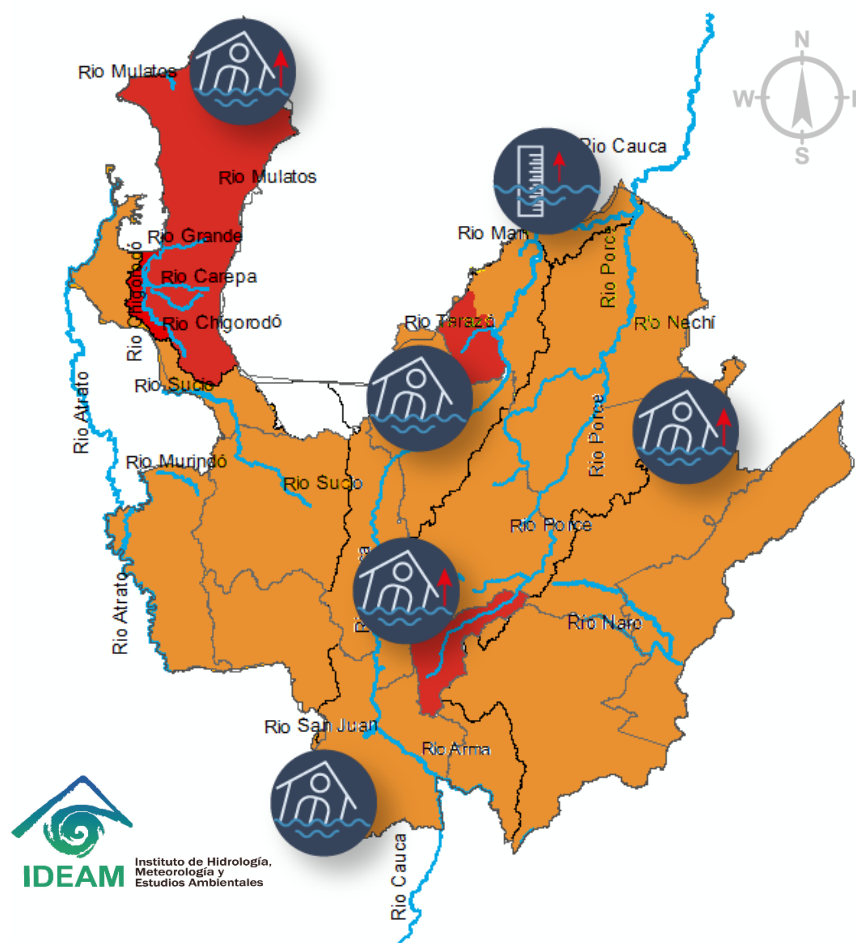 N
Rio Mulatos
W
E
Rio Cauca
S
Rio Mulatos
Rio Man
Rio Grande
Rio Porce
Rio Carepa
Rio Chigorodó
Rio Chigorodó
Rio Tarazá
Rio Nechí
Rio Sucio
Rio Atrato
Rio Porce
Rio Murindó
Rio Sucio
Rio Porce
Rio Atrato
Río Nare
Rio San Juan
Rio Arma
IDEAM
Instituto de Hidrología,
Meteorología y
Estudios Ambientales
Rio Cauca